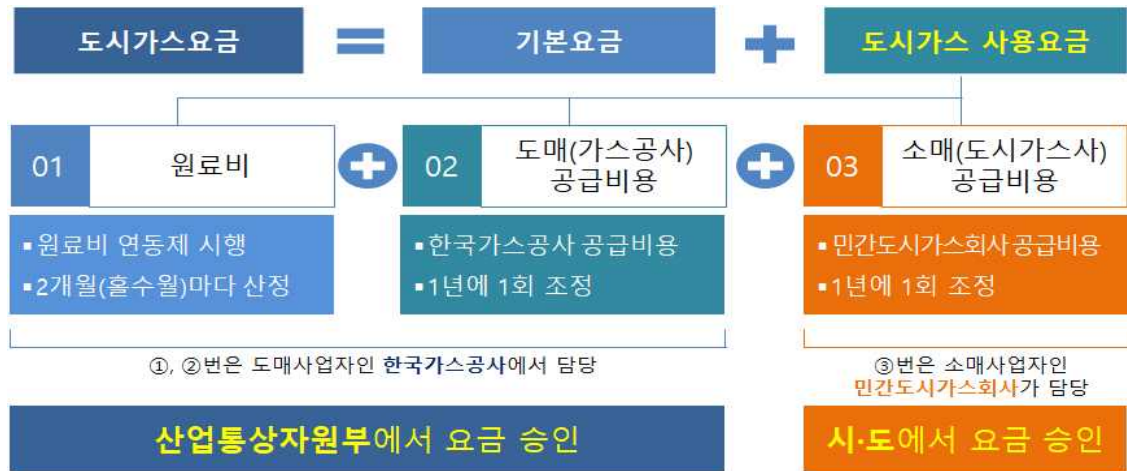 도시가스요금 = 기본요금 + 도시가스 사용요금
01 원료비 + 02 도매(가스공사) 공급비용 + 03 소매(도시가스사) 공급비용
▪원료비 연동제 시행
▪2개월(홀수월)마다 산정
▪한국가스공사 공급비용
▪1년에 1회 조정
▪민간도시가스회사 공급비용
▪1년에 1회 조정
①, ②번은 도매사업자인 한국가스공사에서 담당
③번은 소매사업자인
민간도시가스회사가 담당
산업통상자원부에서 요금 승인
시·도에서 요금 승인